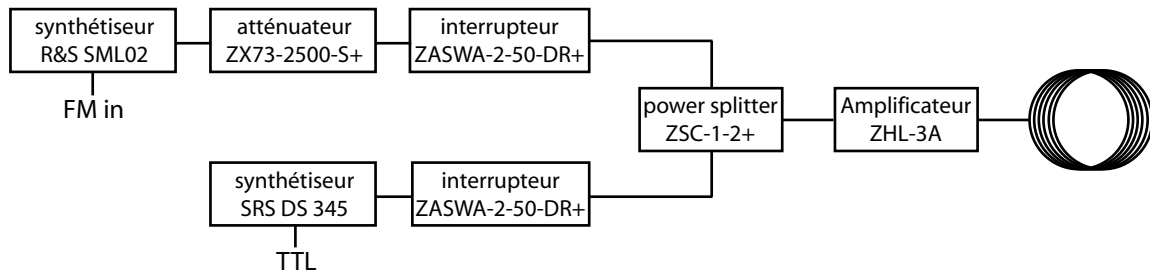 synthétiseur
R&S SML02
FM in
atténuateur
ZX73-2500-S+
interrupteur
ZASWA-2-50-DR+
synthétiseur
SRS DS 345
TTL
interrupteur
ZASWA-2-50-DR+
power splitter
ZSC-1-2+
Amplificateur
ZHL-3A